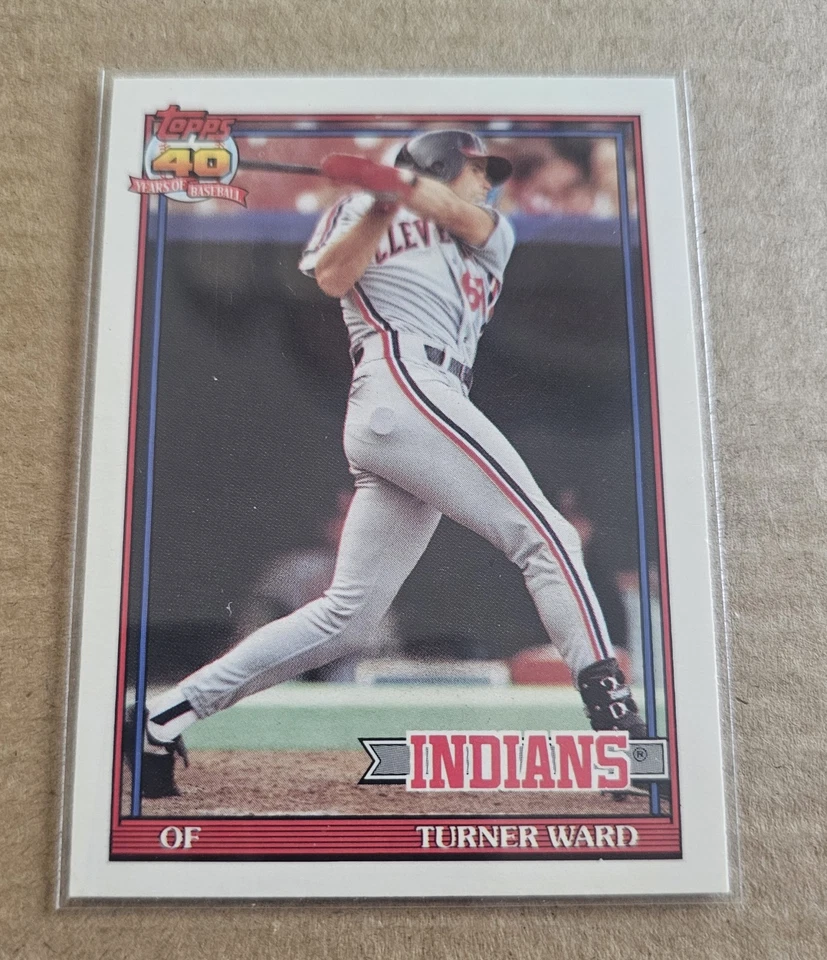 Topps
40
YEARS OF BASEBALL
CLEVE
INDIANS®
OF TURNER WARD